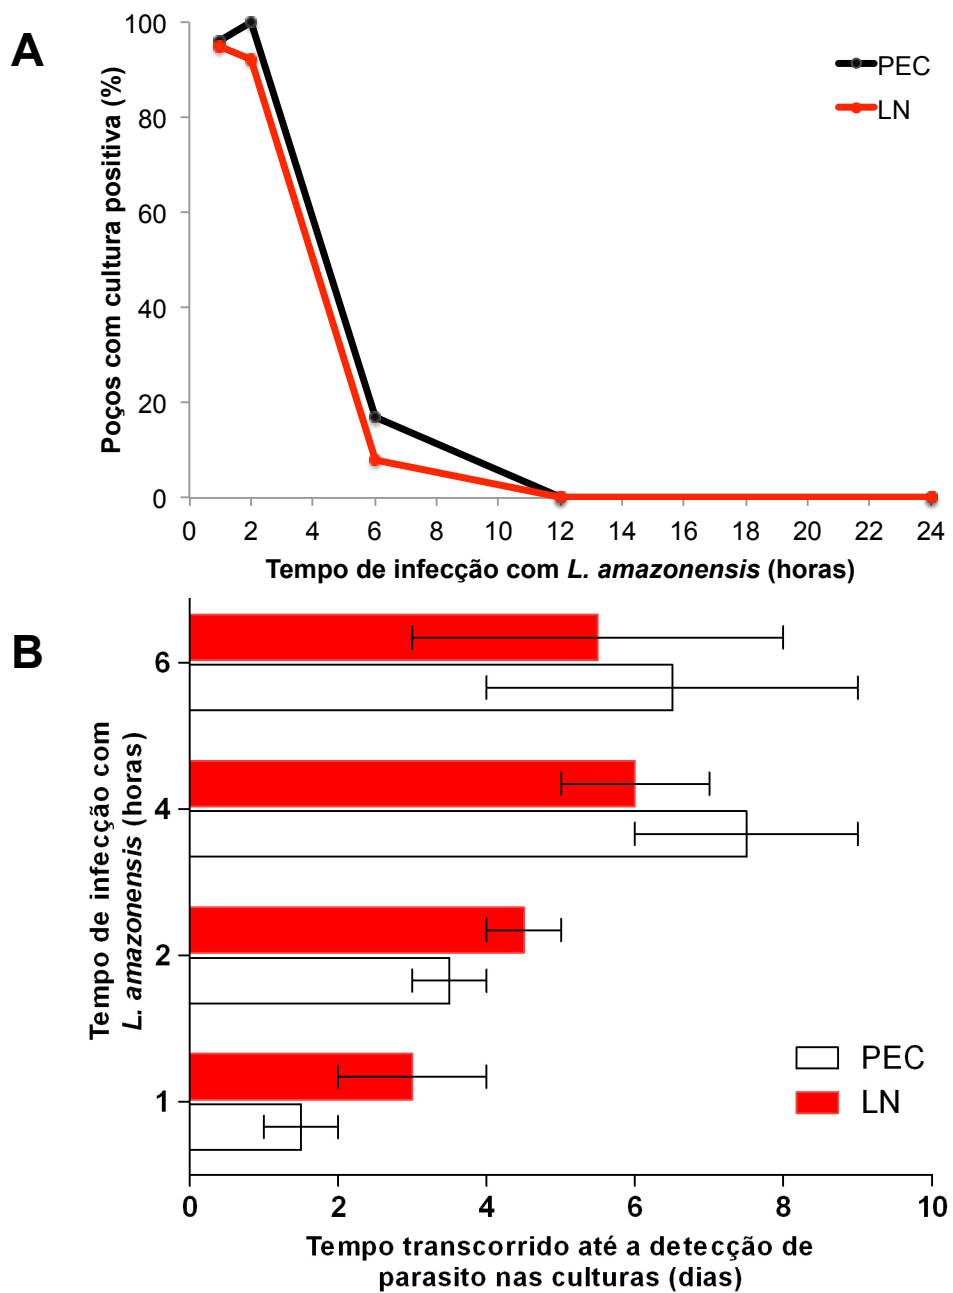 A
100
80
60
40
20
0
Poços com cultura positiva (%)
PEC
LN
0 2 4 6 8 10 12 14 16 18 20 22 24
Tempo de infecção com L. amazonensis (horas)
B
6
4
2
1
Tempo de infecção com
L. amazonensis (horas)
PEC
LN
0 2 4 6 8 10
Tempo transcorrido até a detecção de
parasito nas culturas (dias)